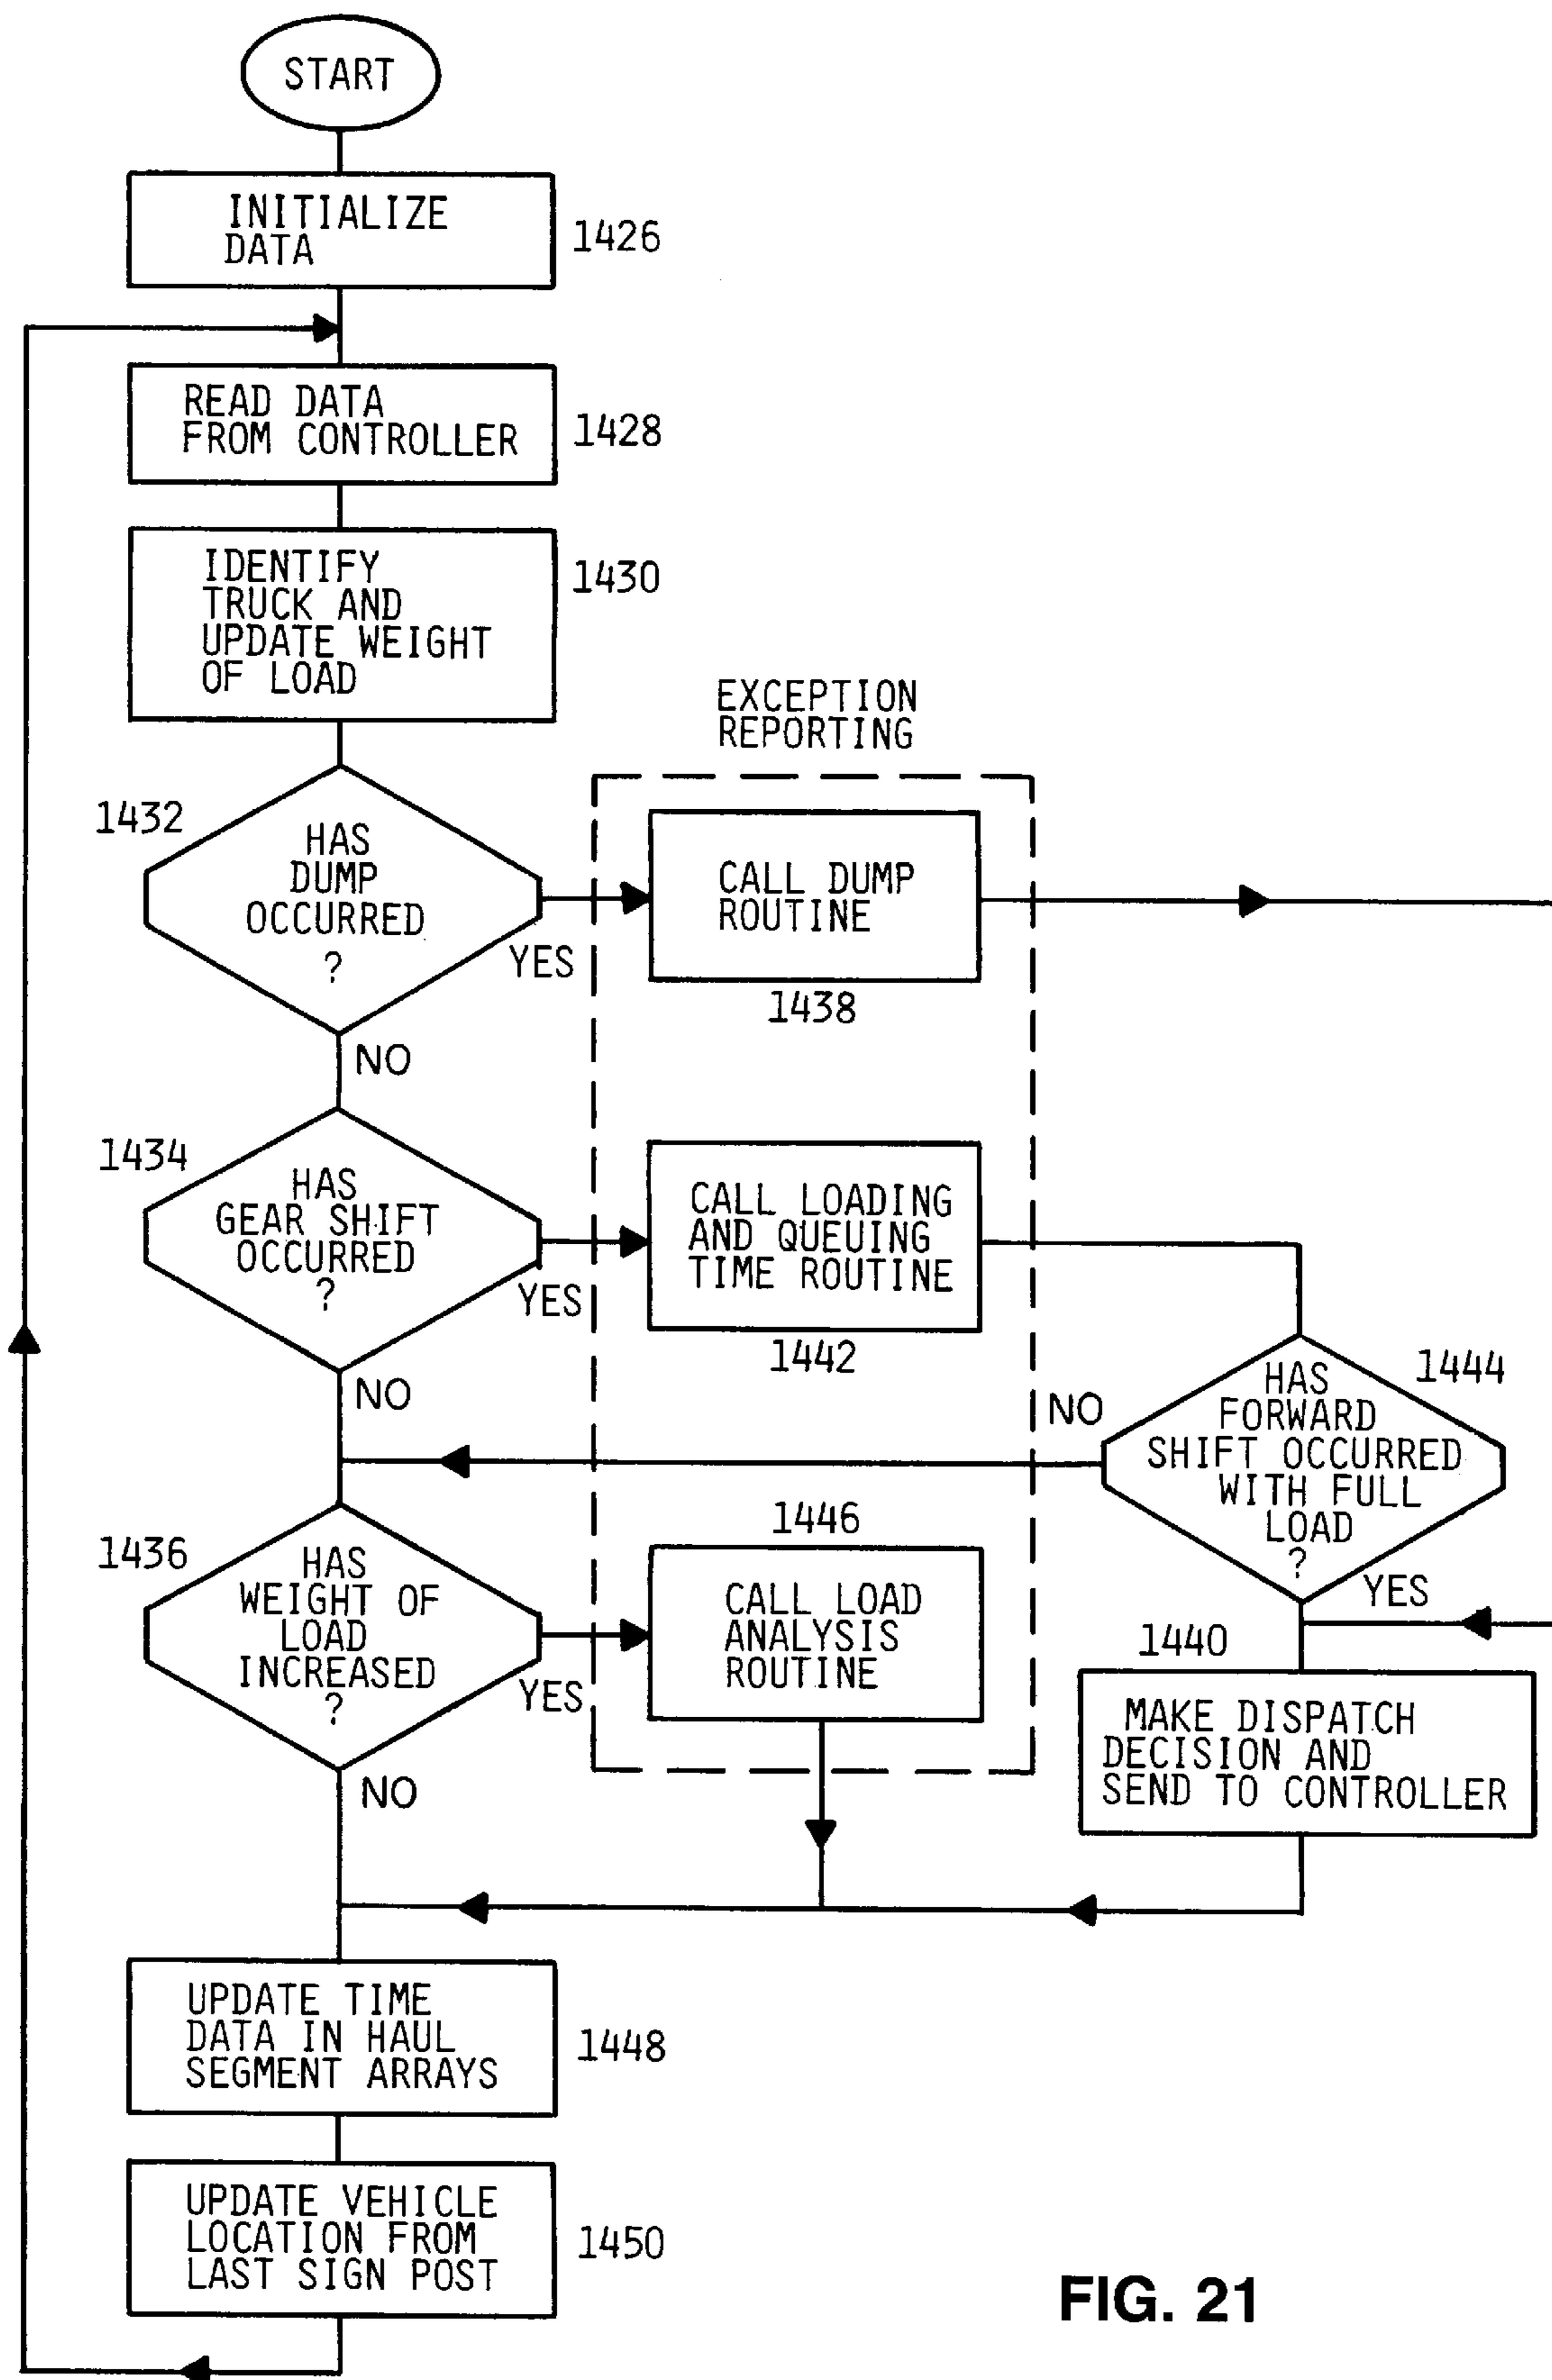 START
INITIALIZE
DATA
1426
READ DATA
FROM CONTROLLER
1428
IDENTIFY
TRUCK AND
UPDATE WEIGHT
OF LOAD
1430
EXCEPTION
REPORTING
1432
HAS
DUMP
OCCURRED
?
YES
NO
CALL DUMP
ROUTINE
1438
1434
HAS
GEAR SHIFT
OCCURRED
?
YES
NO
CALL LOADING
AND QUEUING
TIME ROUTINE
1442
1444
HAS
FORWARD
SHIFT OCCURRED
WITH FULL
LOAD
?
NO
YES
1436
HAS
WEIGHT OF
LOAD
INCREASED
?
YES
NO
1446
CALL LOAD
ANALYSIS
ROUTINE
1440
MAKE DISPATCH
DECISION AND
SEND TO CONTROLLER
UPDATE TIME
DATA IN HAUL
SEGMENT ARRAYS
1448
UPDATE VEHICLE
LOCATION FROM
LAST SIGN POST
1450
FIG. 21